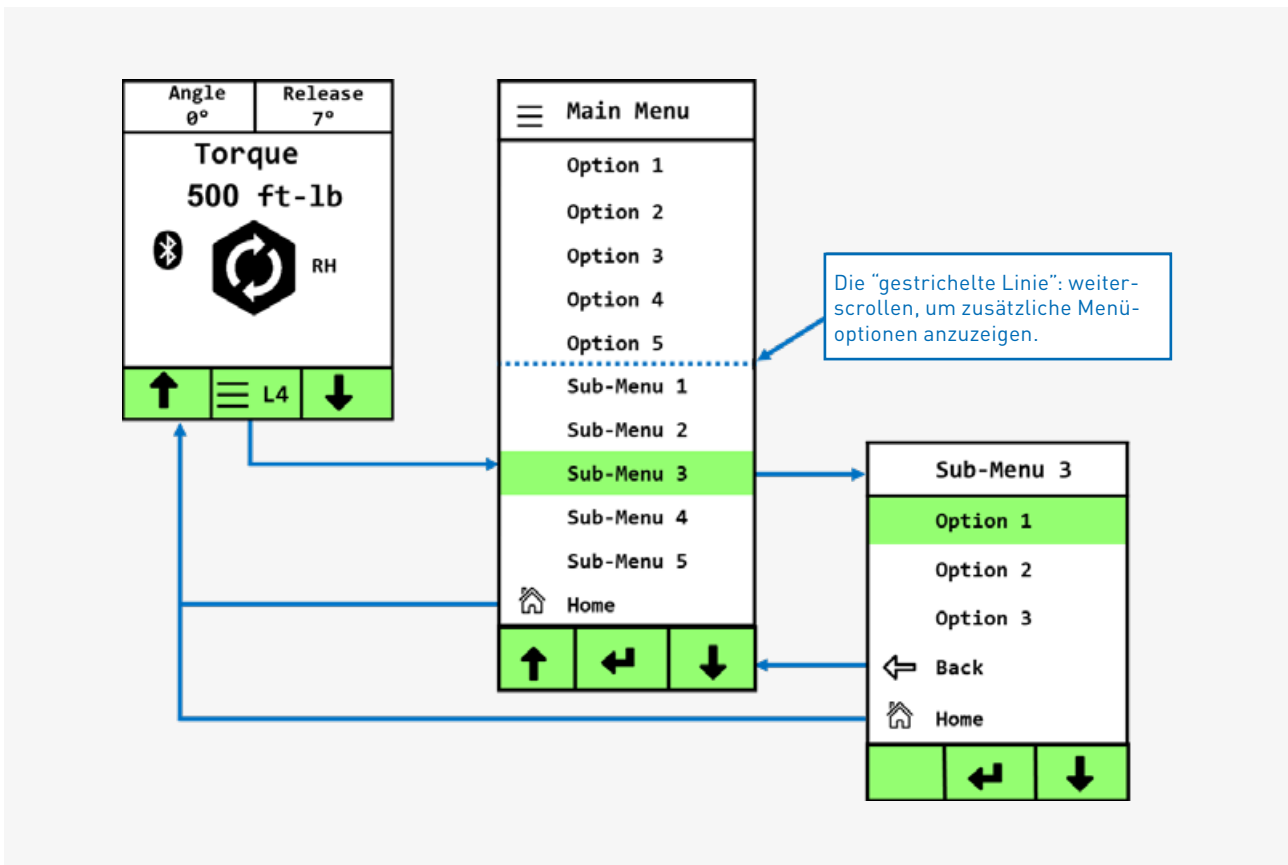 Angle
0°
Release
7°
Torque
500 ft-lb
RH
L4
Main Menu
Option 1
Option 2
Option 3
Option 4
Option 5
Sub-Menu 1
Sub-Menu 2
Sub-Menu 3
Sub-Menu 4
Sub-Menu 5
Home
Die “gestrichelte Linie”: weiter-
scrollen, um zusätzliche Menü-
optionen anzuzeigen.
Sub-Menu 3
Option 1
Option 2
Option 3
Back
Home